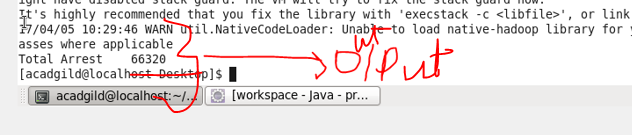 ight have disabled stack guard. The VM will try to fix the stack guard now.
It's highly recommended that you fix the library with 'execstack -c <libfile>', or link
17/04/05 10:29:46 WARN util.NativeCodeLoader: Unable to load native-hadoop library for y
asses where applicable
Total Arrest 66320
[acadgild@localhost Desktop]$
Out
O/Put
acadgild@localhost:~/...
[workspace - Java - pr...